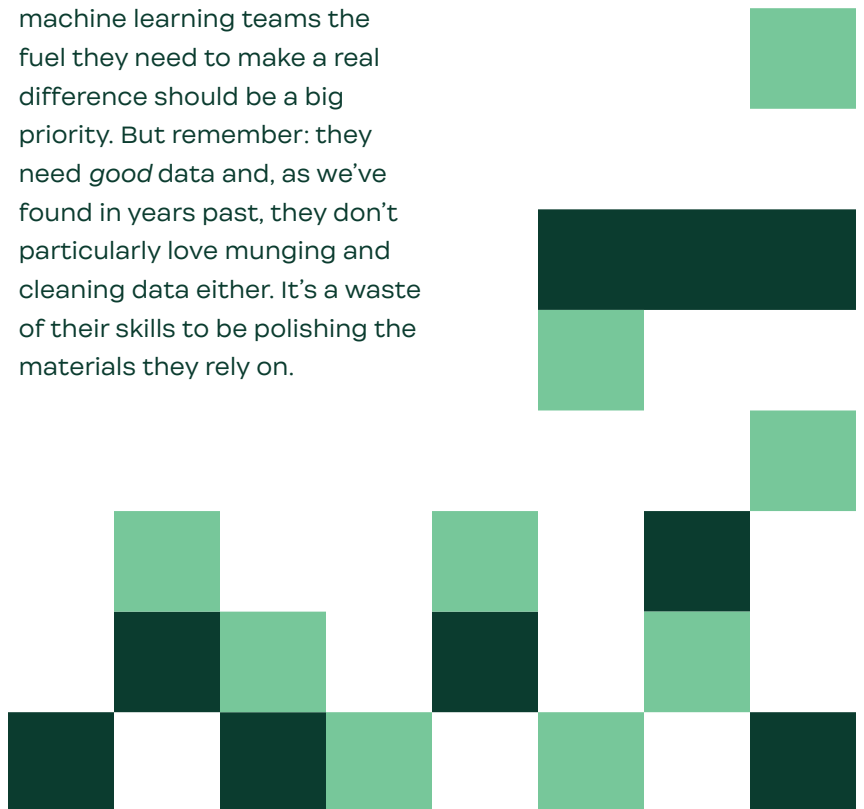 machine learning teams the
fuel they need to make a real
difference should be a big
priority. But remember: they
need good data and, as we’ve
found in years past, they don’t
particularly love munging and
cleaning data either. It’s a waste
of their skills to be polishing the
materials they rely on.